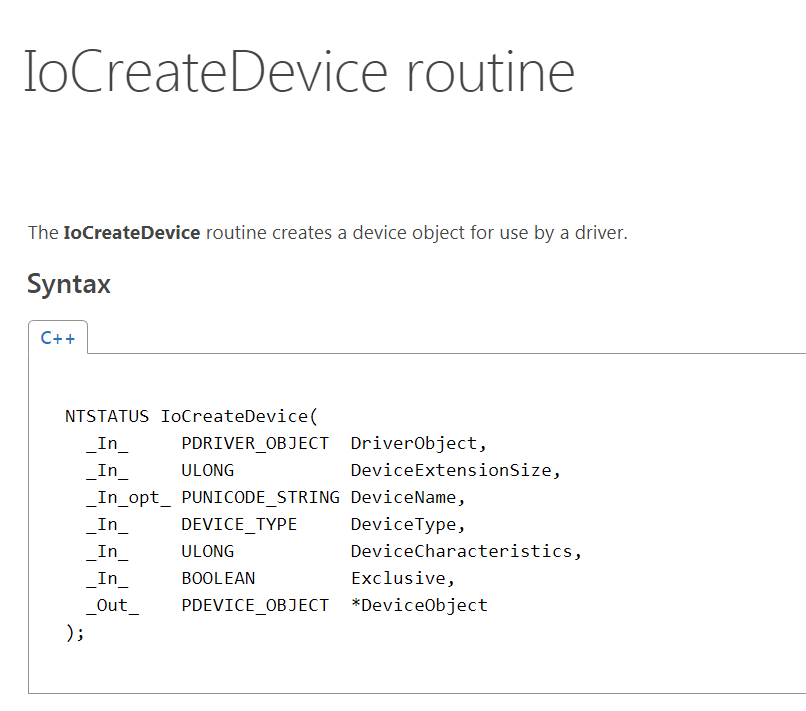 IoCreateDevice routine
The IoCreateDevice routine creates a device object for use by a driver.
Syntax
C++
NTSTATUS IoCreateDevice(
  _In_     PDRIVER_OBJECT  DriverObject,
  _In_     ULONG           DeviceExtensionSize,
  _In_opt_ PUNICODE_STRING DeviceName,
  _In_     DEVICE_TYPE     DeviceType,
  _In_     ULONG           DeviceCharacteristics,
  _In_     BOOLEAN         Exclusive,
  _Out_    PDEVICE_OBJECT  *DeviceObject
);